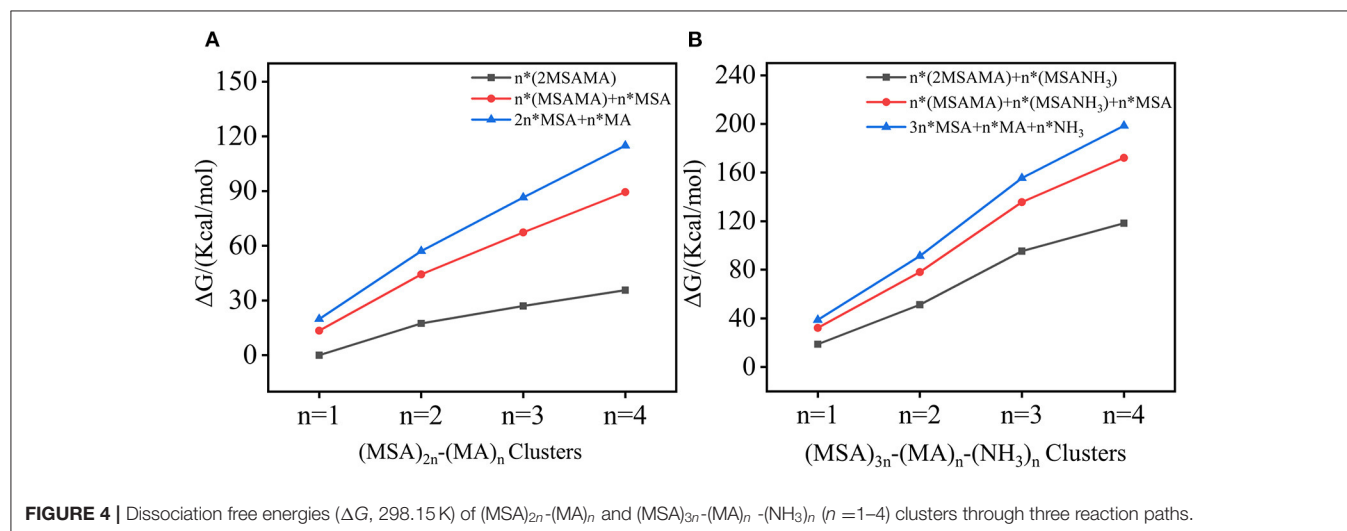 A
150
120
90
60
30
0
ΔG/(Kcal/mol)
n*(2MSAMA)
n*(MSAMA)+n*MSA
2n*MSA+n*MA
n=1 n=2 n=3 n=4
(MSA)2n-(MA)n Clusters
B
240
200
160
120
80
40
0
ΔG/(Kcal/mol)
n*(2MSAMA)+n*(MSANH3)
n*(MSAMA)+n*(MSANH3)+n*MSA
3n*MSA+n*MA+n*NH3
n=1 n=2 n=3 n=4
(MSA)3n-(MA)n-(NH3)n Clusters
FIGURE 4 | Dissociation free energies (ΔG, 298.15 K) of (MSA)2n-(MA)n and (MSA)3n-(MA)n -(NH3)n (n =1–4) clusters through three reaction paths.